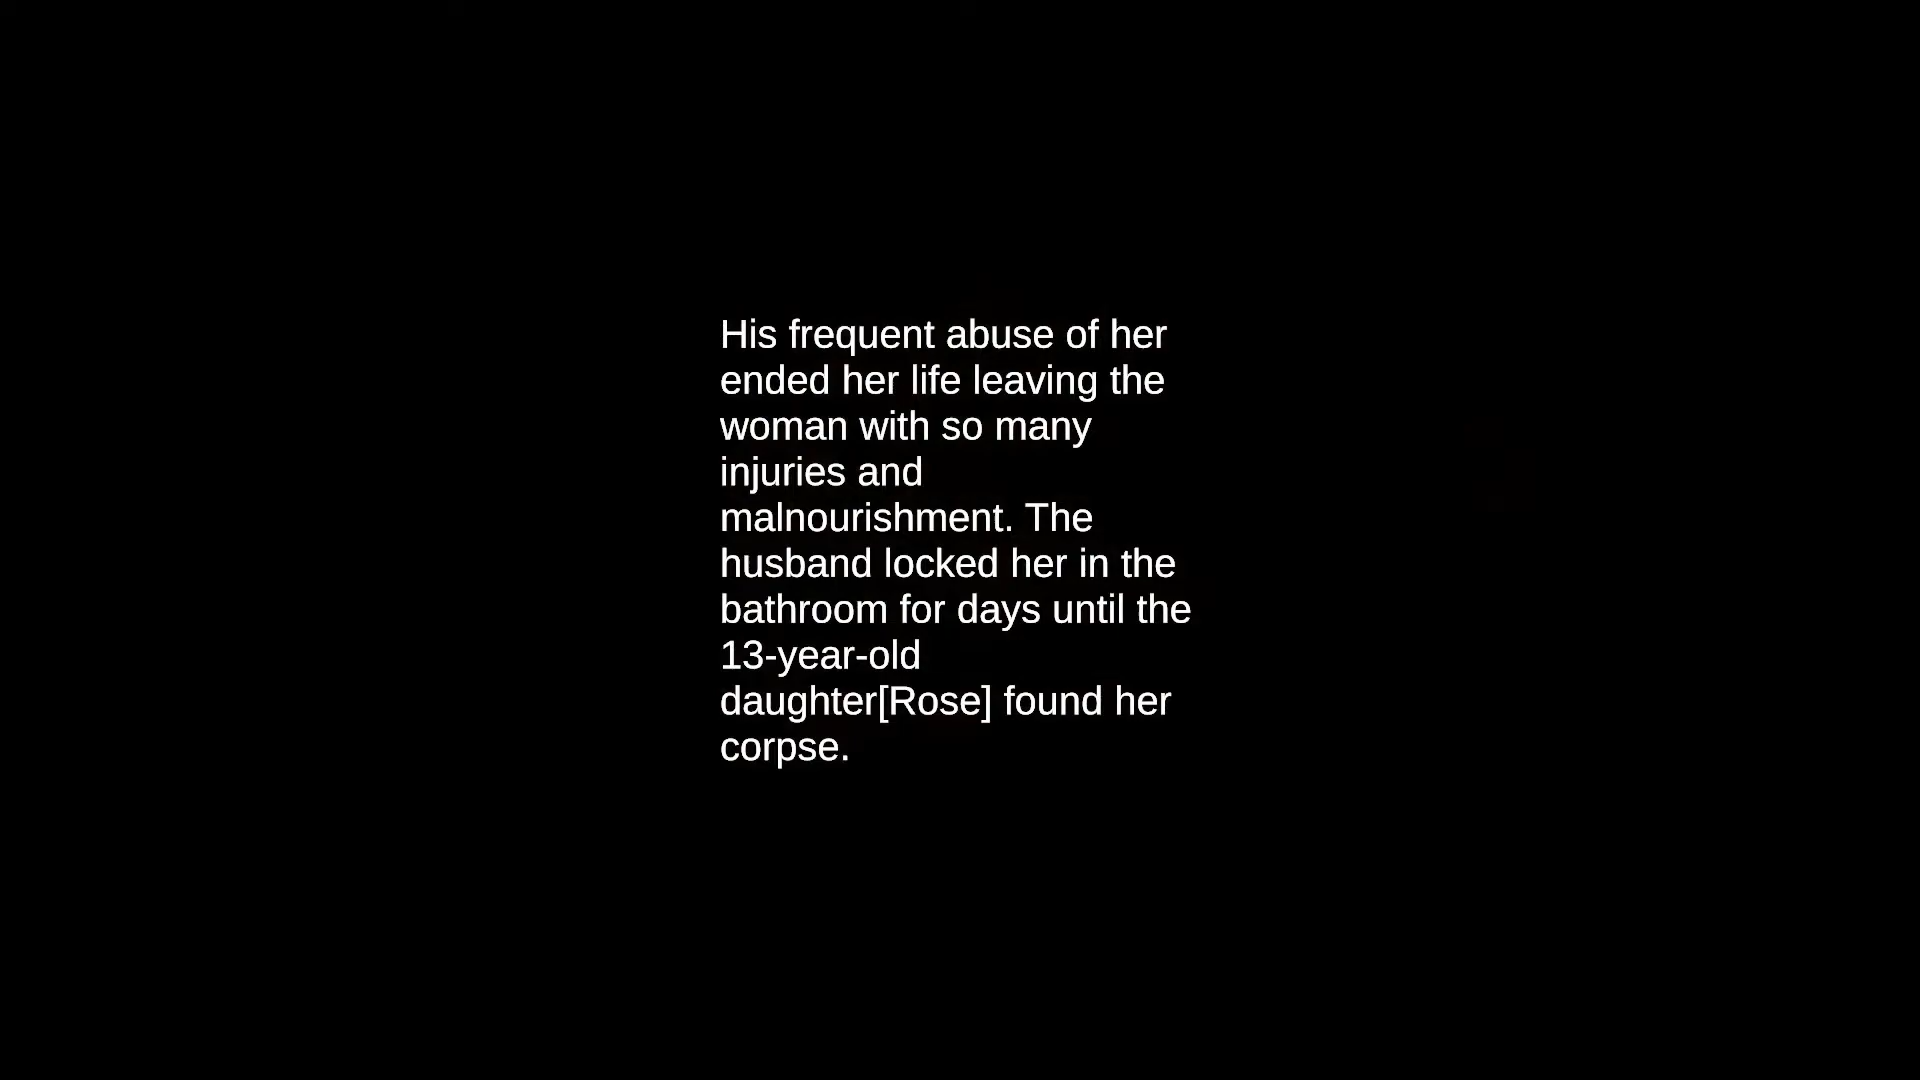 His frequent abuse of her
ended her life leaving the
woman with so many
injuries and
malnourishment. The
husband locked her in the
bathroom for days until the
13-year-old
daughter[Rose] found her
corpse.